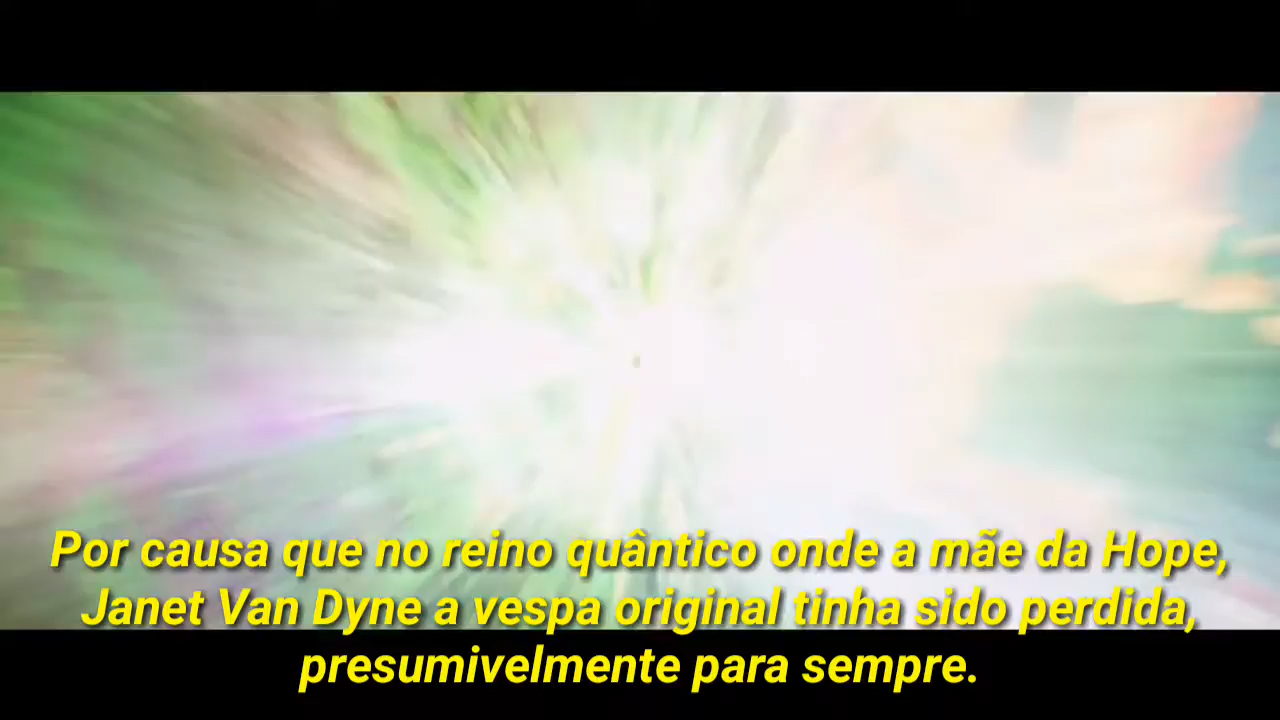 Por causa que no reino quântico onde a mãe da Hope,
Janet Van Dyne a vespa original tinha sido perdida,
presumivelmente para sempre.